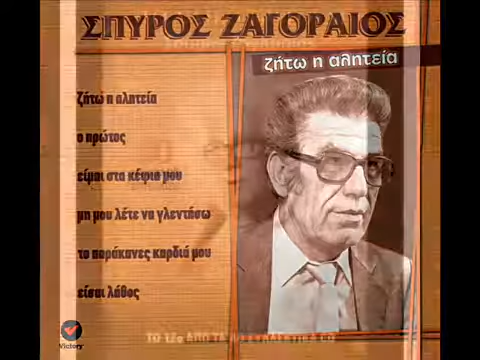 ΣΠΥΡΟΣ ΖΑΓΟΡΑΙΟΣ
ζήτω η αλητεία
ζήτω η αλητεία
ο πρώτος
είμαι στα κέφια μου
μη μου λέτε να γλεντήσω
το παράκανες καρδιά μου
είσαι λάθος
Victory